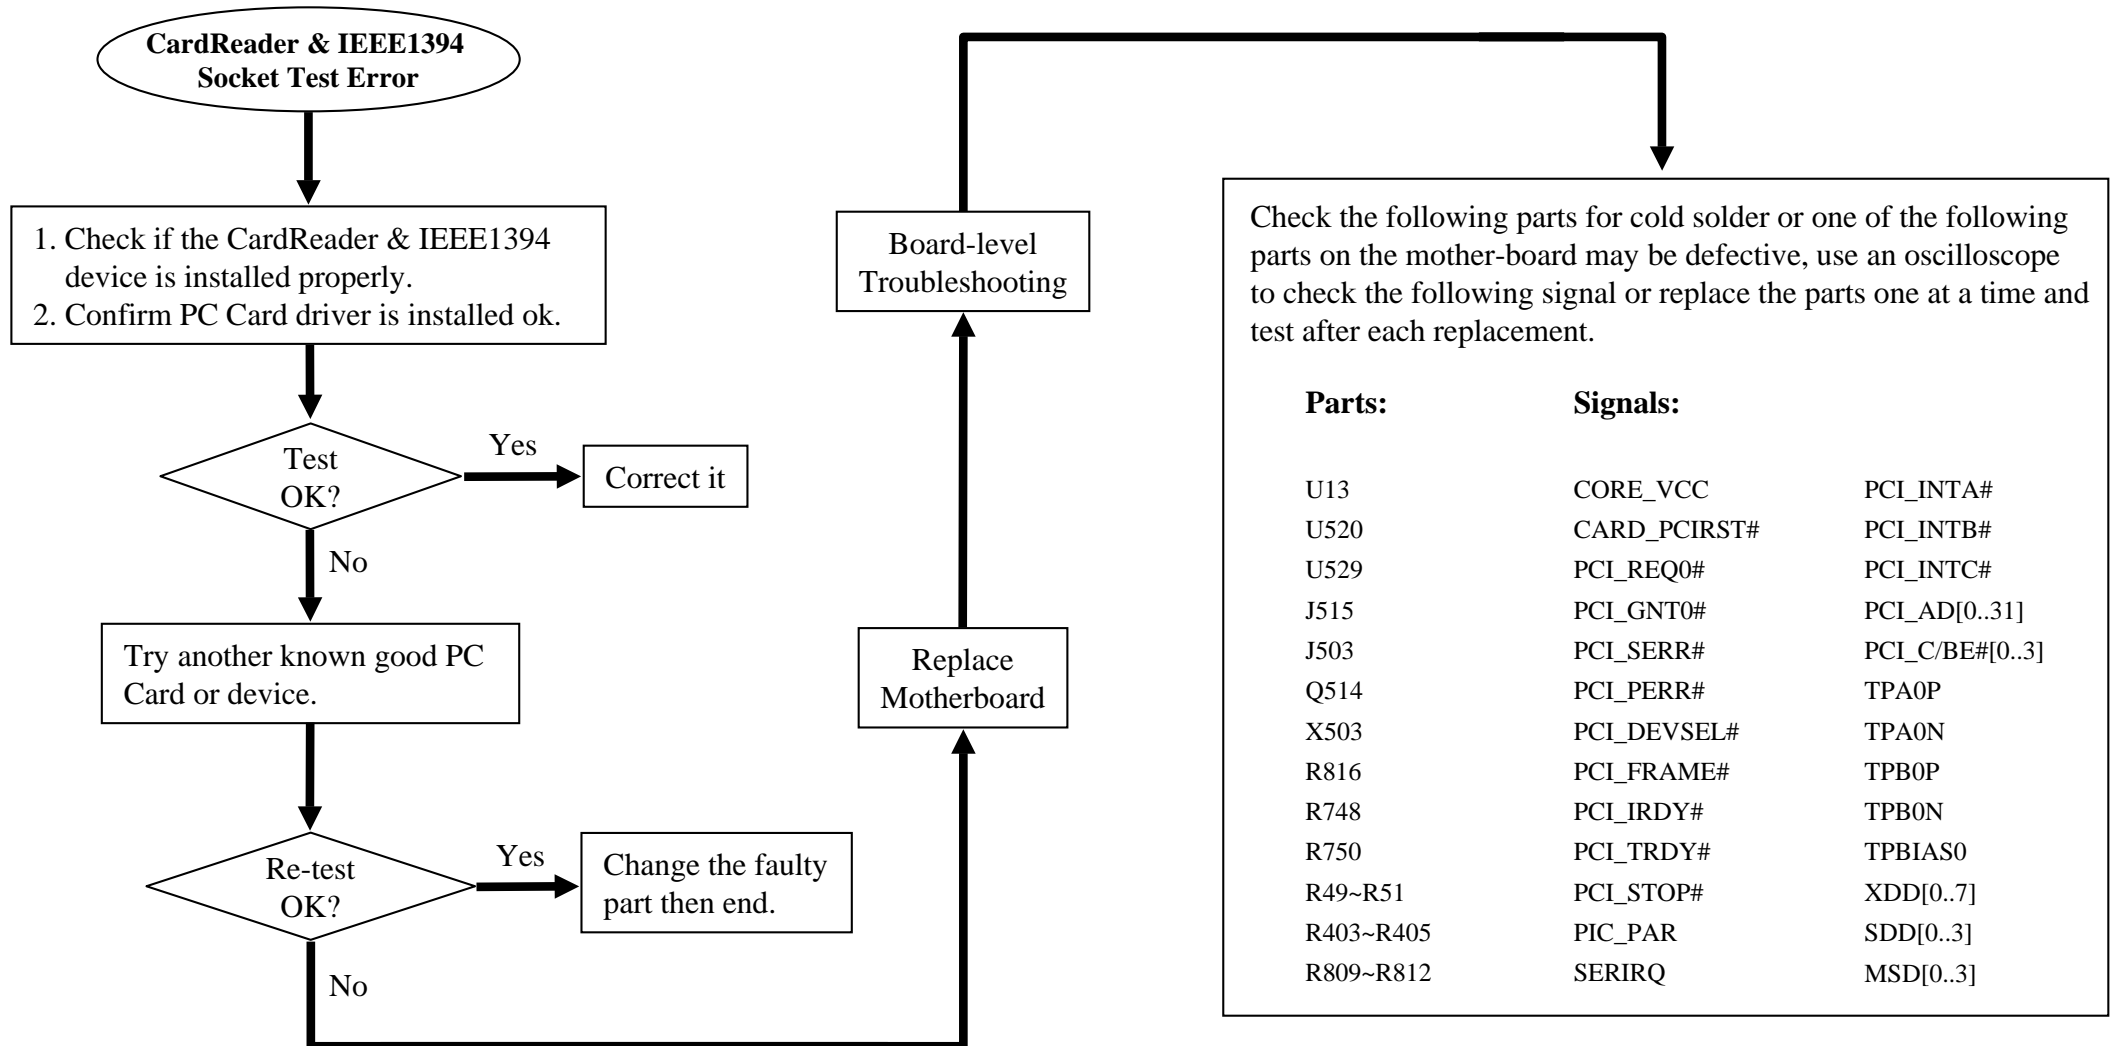 CardReader & IEEE1394
Socket Test Error
1. Check if the CardReader & IEEE1394
device is installed properly.
2. Confirm PC Card driver is installed ok.
Test
OK?
Yes
Correct it
No
Try another known good PC
Card or device.
Re-test
OK?
Yes
Change the faulty
part then end.
No
Replace
Motherboard
Board-level
Troubleshooting
Check the following parts for cold solder or one of the following
parts on the mother-board may be defective, use an oscilloscope
to check the following signal or replace the parts one at a time and
test after each replacement.
Parts: Signals:
U13 CORE_VCC PCI_INTA#
U520 CARD_PCIRST# PCI_INTB#
U529 PCI_REQ0# PCI_INTC#
J515 PCI_GNT0# PCI_AD[0..31]
J503 PCI_SERR# PCI_C/BE#[0..3]
Q514 PCI_PERR# TPA0P
X503 PCI_DEVSEL# TPA0N
R816 PCI_FRAME# TPB0P
R748 PCI_IRDY# TPB0N
R750 PCI_TRDY# TPBIAS0
R49~R51 PCI_STOP# XDD[0..7]
R403~R405 PIC_PAR SDD[0..3]
R809~R812 SERIRQ MSD[0..3]